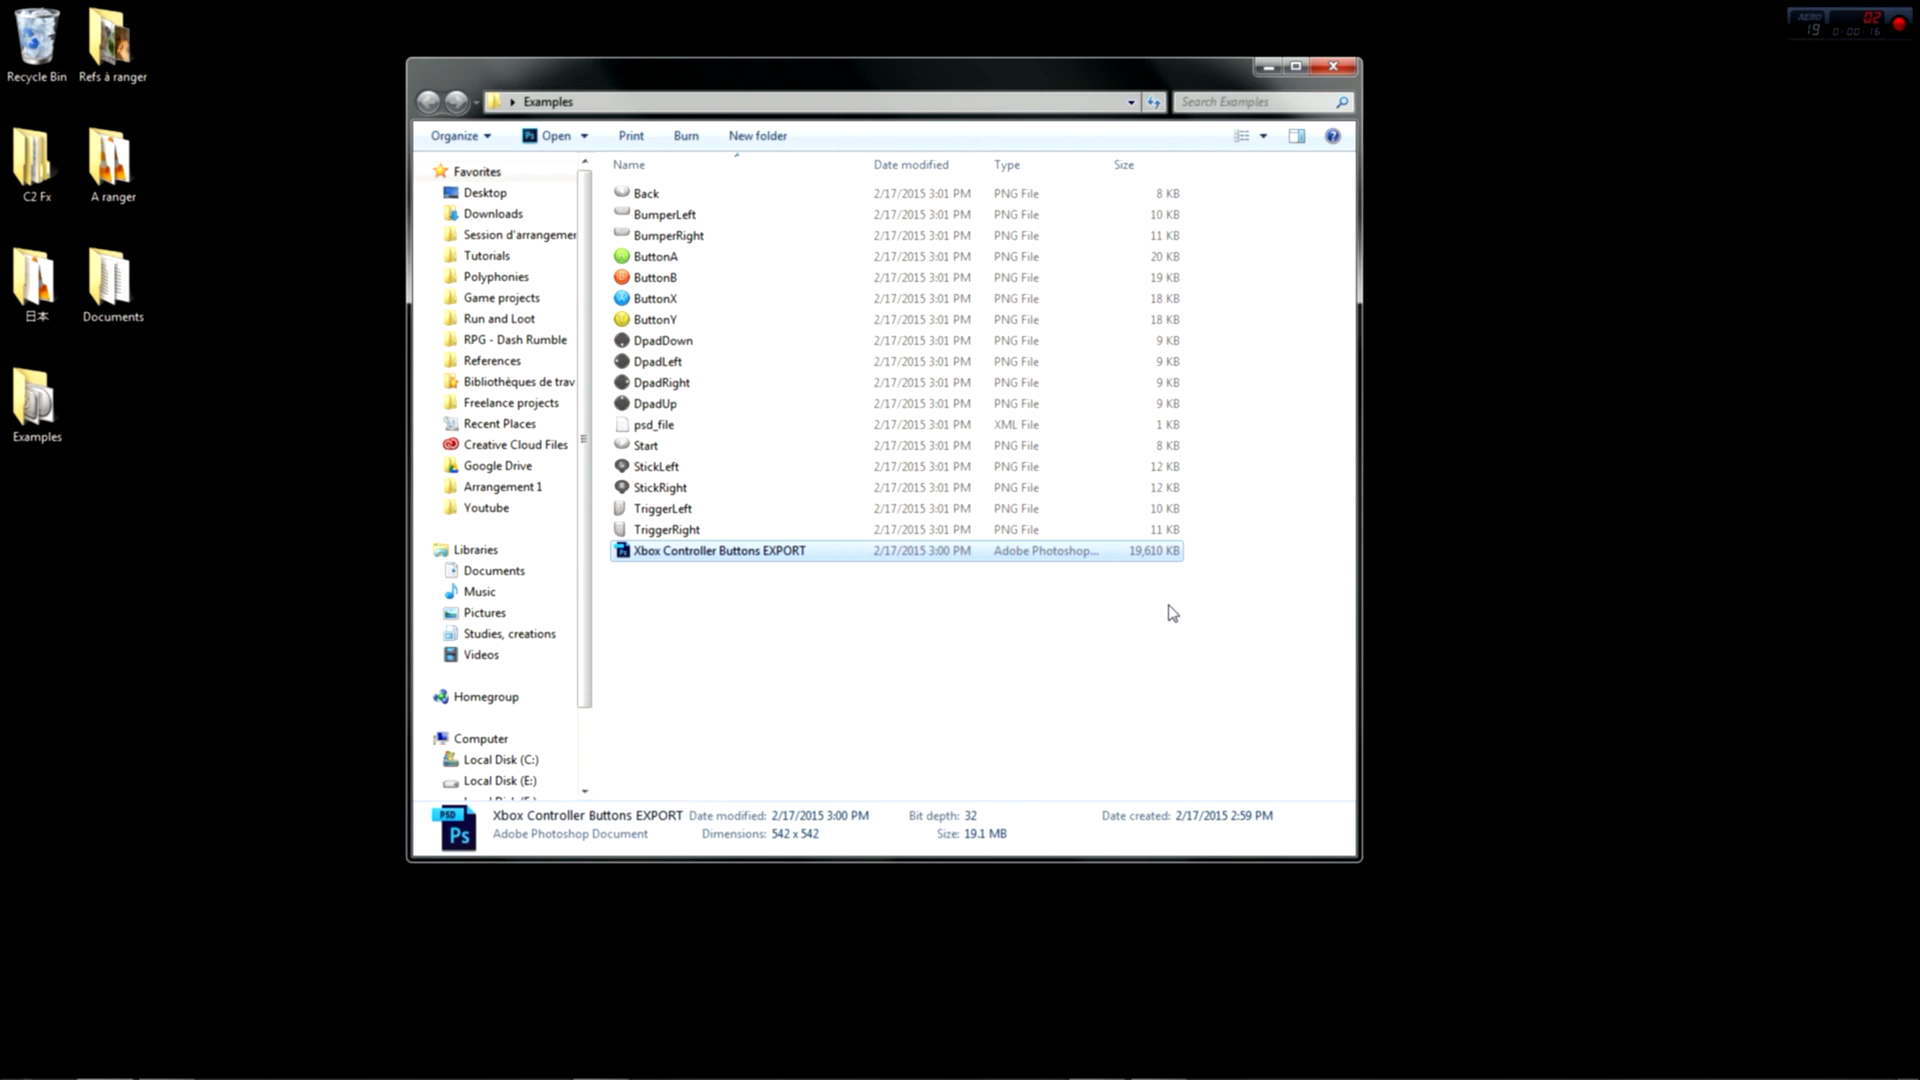 Recycle Bin
Refs à ranger
C2 Fx
A ranger
日本
Documents
Examples
AERO
02
19
0:00:16
Examples
Search Examples
Organize
Open
Print
Burn
New folder
Favorites
Desktop
Downloads
Session d'arrangemer
Tutorials
Polyphonies
Game projects
Run and Loot
RPG - Dash Rumble
References
Bibliothèques de trav
Freelance projects
Recent Places
Creative Cloud Files
Google Drive
Arrangement 1
Youtube
Libraries
Documents
Music
Pictures
Studies, creations
Videos
Homegroup
Computer
Local Disk (C:)
Local Disk (E:)
Name Date modified Type Size
Back 2/17/2015 3:01 PM PNG File 8 KB
BumperLeft 2/17/2015 3:01 PM PNG File 10 KB
BumperRight 2/17/2015 3:01 PM PNG File 11 KB
ButtonA 2/17/2015 3:01 PM PNG File 20 KB
ButtonB 2/17/2015 3:01 PM PNG File 19 KB
ButtonX 2/17/2015 3:01 PM PNG File 18 KB
ButtonY 2/17/2015 3:01 PM PNG File 18 KB
DpadDown 2/17/2015 3:01 PM PNG File 9 KB
DpadLeft 2/17/2015 3:01 PM PNG File 9 KB
DpadRight 2/17/2015 3:01 PM PNG File 9 KB
DpadUp 2/17/2015 3:01 PM PNG File 9 KB
psd_file 2/17/2015 3:01 PM XML File 1 KB
Start 2/17/2015 3:01 PM PNG File 8 KB
StickLeft 2/17/2015 3:01 PM PNG File 12 KB
StickRight 2/17/2015 3:01 PM PNG File 12 KB
TriggerLeft 2/17/2015 3:01 PM PNG File 10 KB
TriggerRight 2/17/2015 3:01 PM PNG File 11 KB
Xbox Controller Buttons EXPORT 2/17/2015 3:00 PM Adobe Photoshop... 19,610 KB
PSD
Ps
Xbox Controller Buttons EXPORT Date modified: 2/17/2015 3:00 PM Bit depth: 32 Date created: 2/17/2015 2:59 PM
Adobe Photoshop Document Dimensions: 542 x 542 Size: 19.1 MB